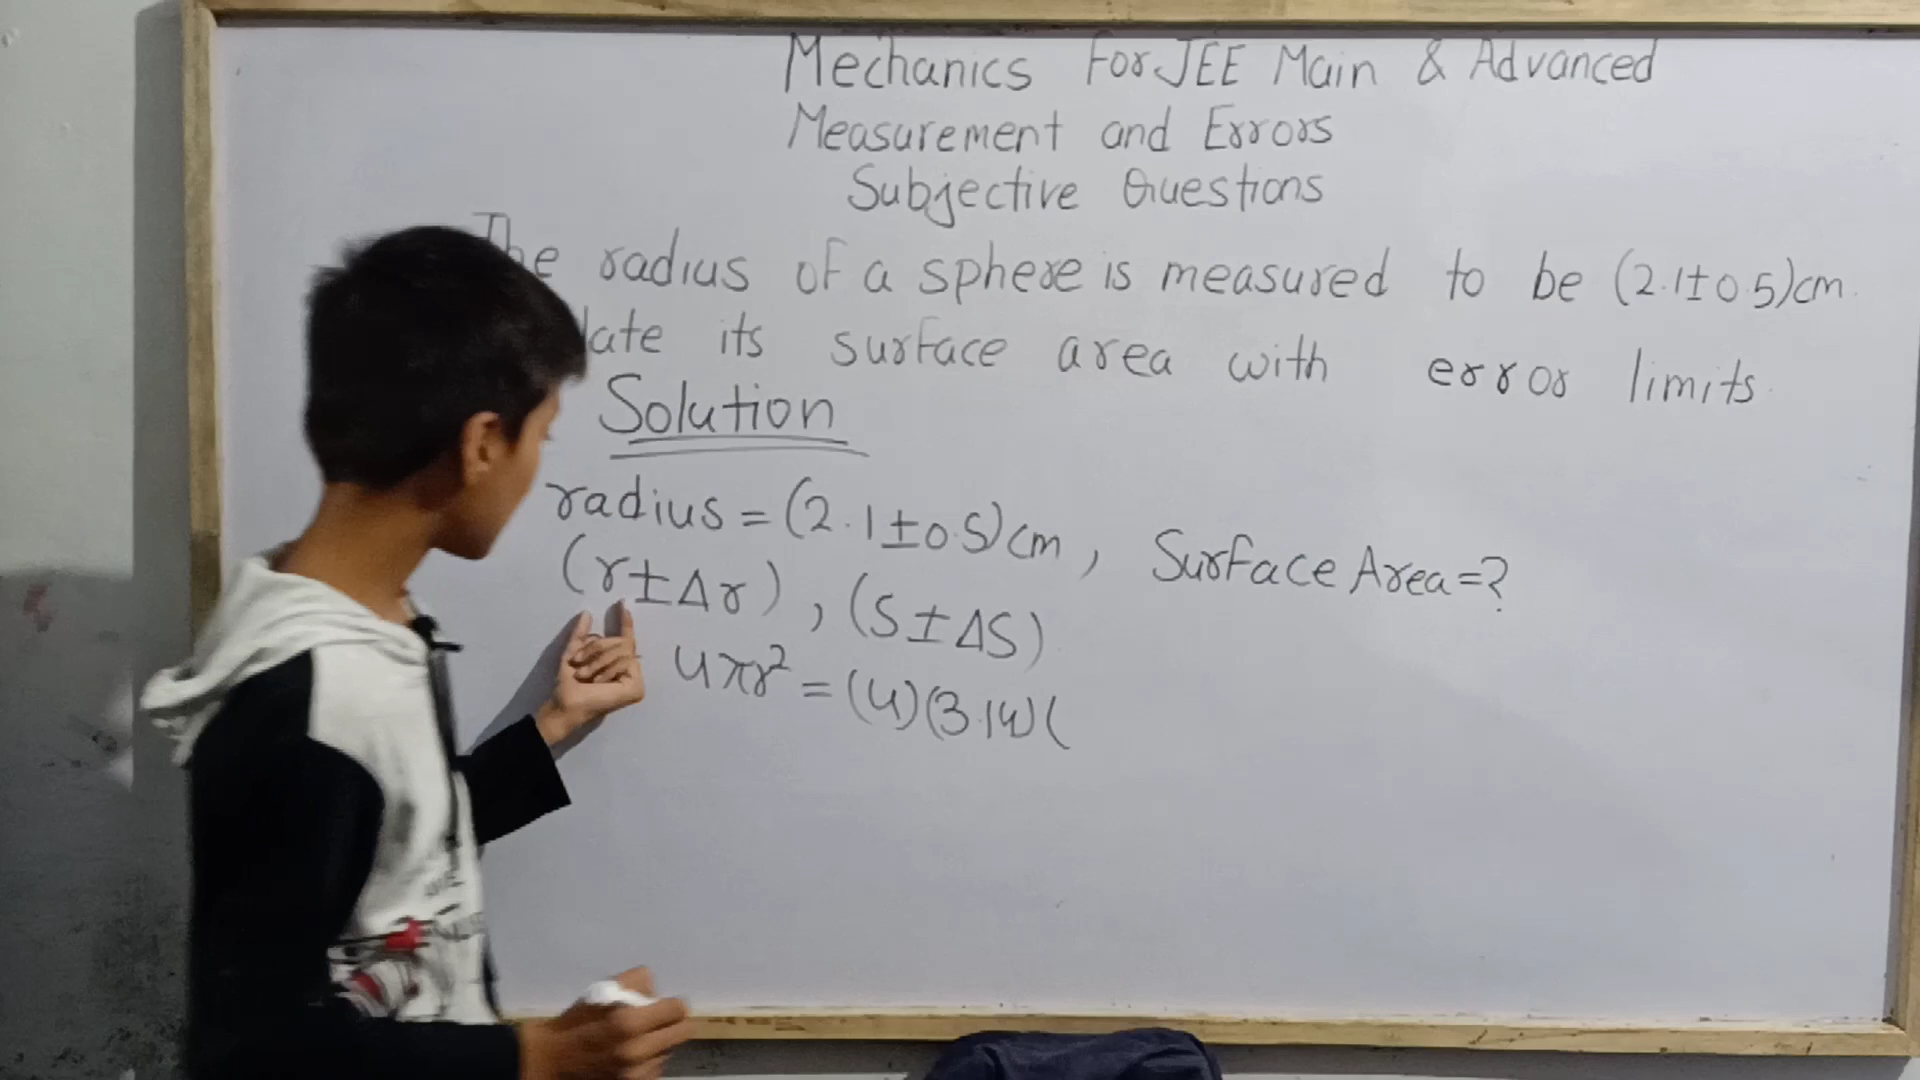 Mechanics For JEE Main & Advanced
Measurement and Errors
Subjective Questions
The radius of a sphere is measured to be (2.1±0.5)cm.
its surface area with error limits.
Solution
radius = (2.1±0.5)cm, Surface Area=?
(r±Δr), (S±ΔS)
4πr² = (4)(3.14)(